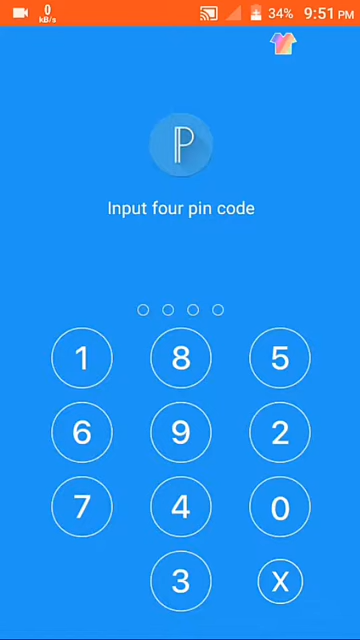 0
kB/s
34% 9:51 PM
P
Input four pin code
1 8 5
6 9 2
7 4 0
3 X